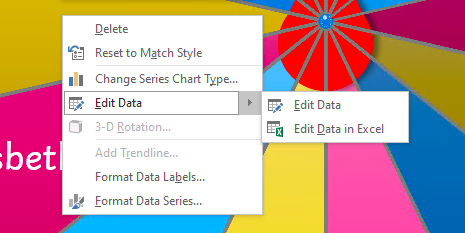 Delete
Reset to Match Style
Change Series Chart Type...
Edit Data
Edit Data
Edit Data in Excel
3-D Rotation...
Add Trendline...
Format Data Labels...
Format Data Series...